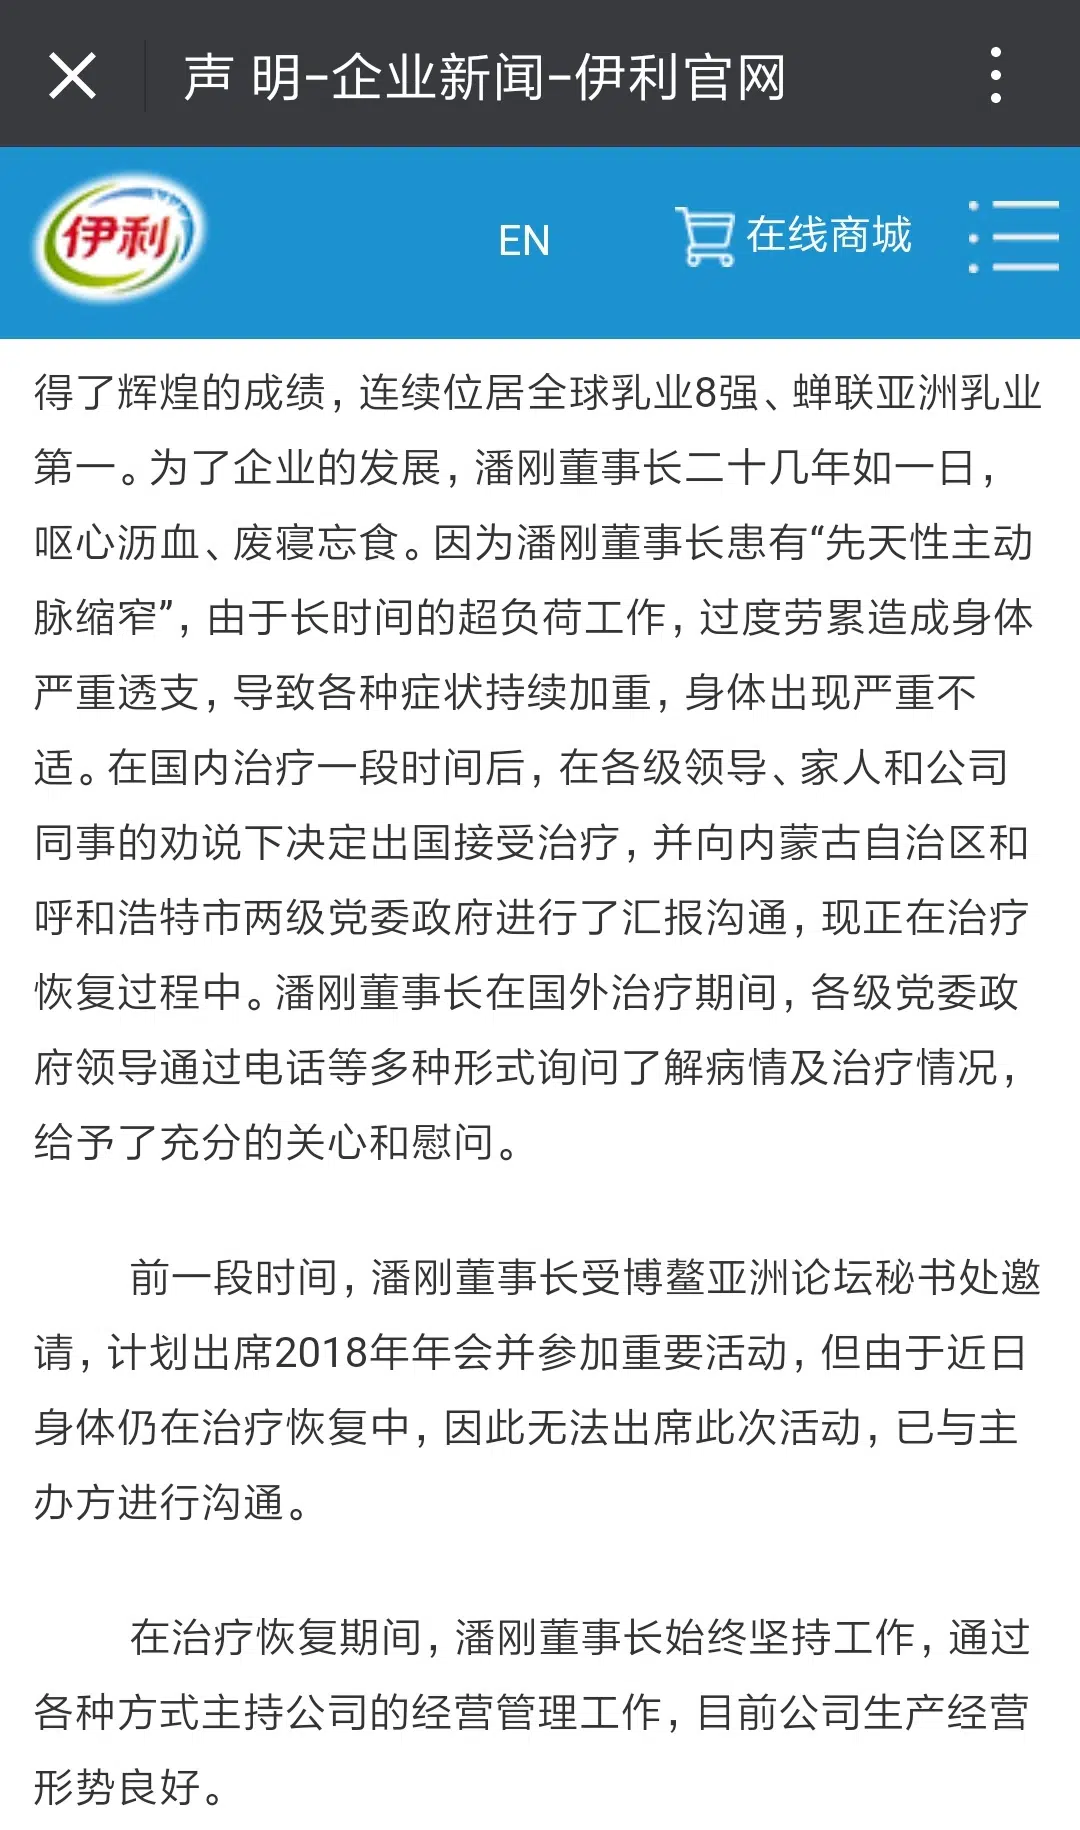 声 明-企业新闻-伊利官网
伊利
EN
在线商城
得了辉煌的成绩，连续位居全球乳业8强、蝉联亚洲乳业
第一。为了企业的发展，潘刚董事长二十几年如一日，
呕心沥血、废寝忘食。因为潘刚董事长患有“先天性主动
脉缩窄”，由于长时间的超负荷工作，过度劳累造成身体
严重透支，导致各种症状持续加重，身体出现严重不
适。在国内治疗一段时间后，在各级领导、家人和公司
同事的劝说下决定出国接受治疗，并向内蒙古自治区和
呼和浩特市两级党委政府进行了汇报沟通，现正在治疗
恢复过程中。潘刚董事长在国外治疗期间，各级党委政
府领导通过电话等多种形式询问了解病情及治疗情况，
给予了充分的关心和慰问。
前一段时间，潘刚董事长受博鳌亚洲论坛秘书处邀
请，计划出席2018年年会并参加重要活动，但由于近日
身体仍在治疗恢复中，因此无法出席此次活动，已与主
办方进行沟通。
在治疗恢复期间，潘刚董事长始终坚持工作，通过
各种方式主持公司的经营管理工作，目前公司生产经营
形势良好。